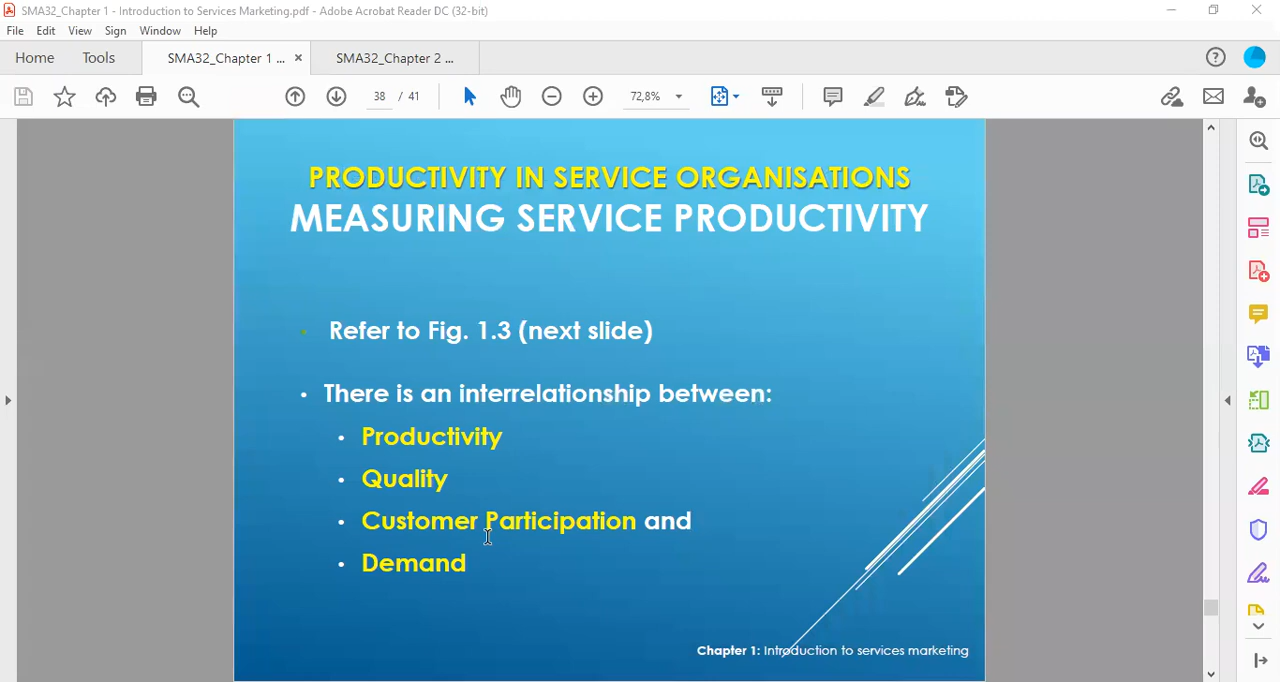 SMA32_Chapter 1 - Introduction to Services Marketing.pdf - Adobe Acrobat Reader DC (32-bit)
File Edit View Sign Window Help
Home Tools SMA32_Chapter 1 ... × SMA32_Chapter 2 ...
38 / 41 72,8%
PRODUCTIVITY IN SERVICE ORGANISATIONS
MEASURING SERVICE PRODUCTIVITY
• Refer to Fig. 1.3 (next slide)
• There is an interrelationship between:
• Productivity
• Quality
• Customer Participation and
• Demand
Chapter 1: Introduction to services marketing